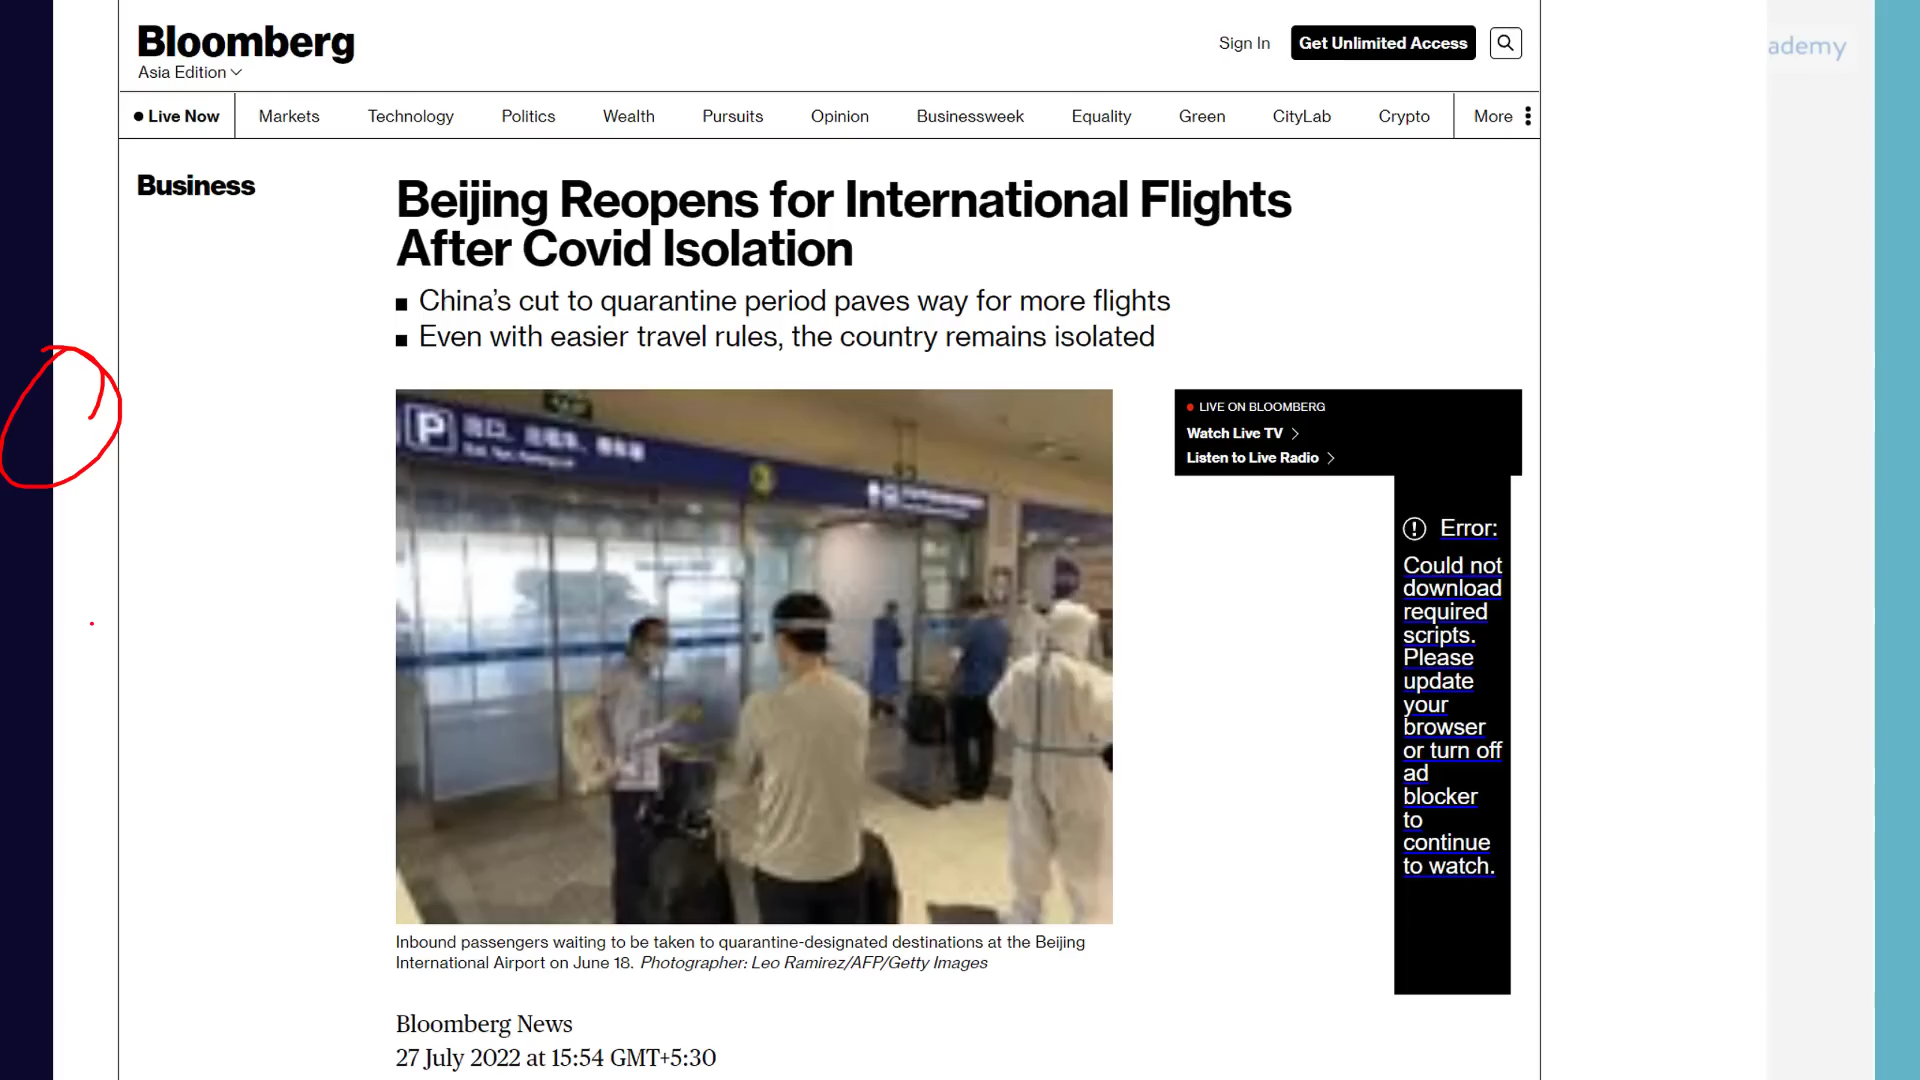 Bloomberg
Asia Edition
Sign In
Get Unlimited Access
ademy
Live Now
Markets
Technology
Politics
Wealth
Pursuits
Opinion
Businessweek
Equality
Green
CityLab
Crypto
More
Business
Beijing Reopens for International Flights
After Covid Isolation
China’s cut to quarantine period paves way for more flights
Even with easier travel rules, the country remains isolated
P
LIVE ON BLOOMBERG
Watch Live TV
Listen to Live Radio
Error:
Could not
download
required
scripts.
Please
update
your
browser
or turn off
ad
blocker
to
continue
to watch.
Inbound passengers waiting to be taken to quarantine-designated destinations at the Beijing
International Airport on June 18. Photographer: Leo Ramirez/AFP/Getty Images
Bloomberg News
27 July 2022 at 15:54 GMT+5:30